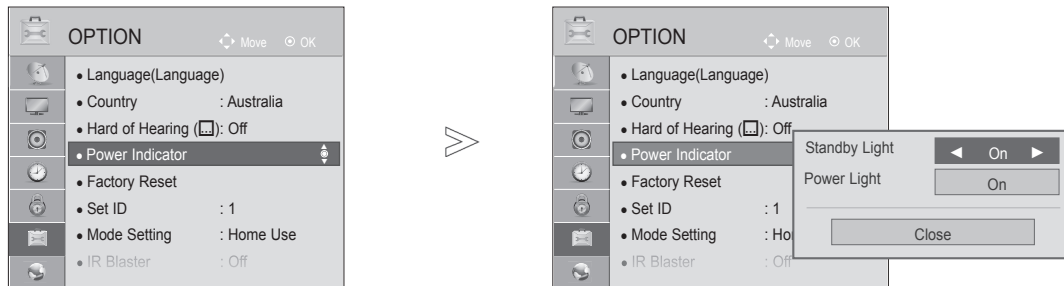 OPTION
Move OK
• Language(Language)
• Country : Australia
• Hard of Hearing (...): Off
• Power Indicator
• Factory Reset
• Set ID : 1
• Mode Setting : Home Use
• IR Blaster : Off
OPTION
Move OK
• Language(Language)
• Country : Australia
• Hard of Hearing (...): Off
• Power Indicator
• Factory Reset
• Set ID : 1
• Mode Setting : Ho
• IR Blaster : Off
Standby Light ◄ On ►
Power Light On
Close